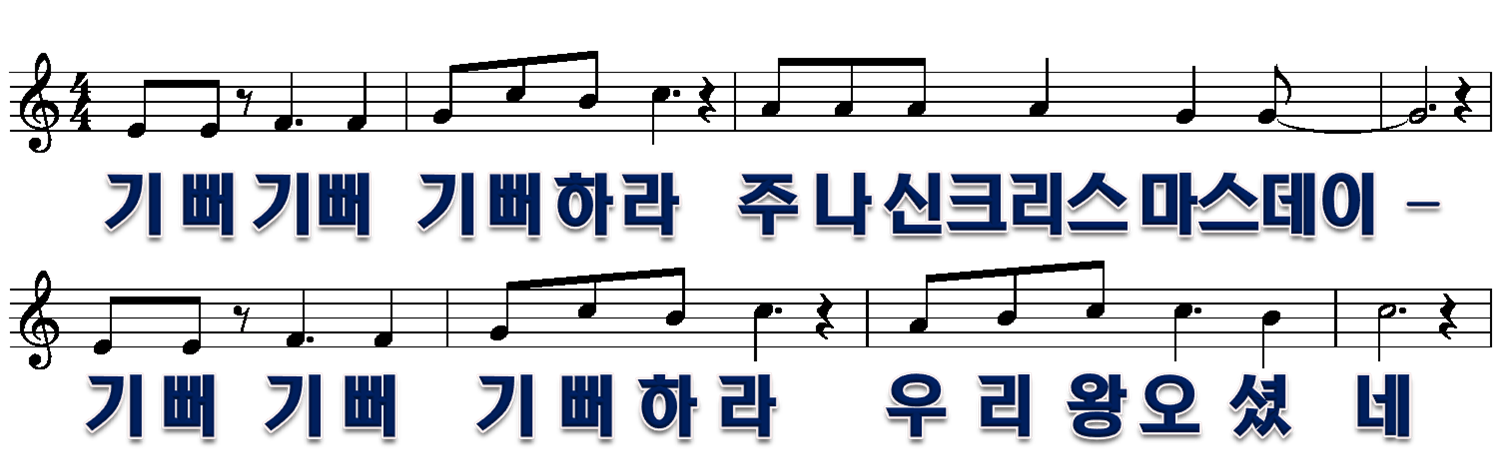 기 뻐 기뻐 기 뻐 하 라 주 나 신크리스 마스데이 -
기 뻐 기 뻐 기 뻐 하 라 우 리 왕 오 셨 네